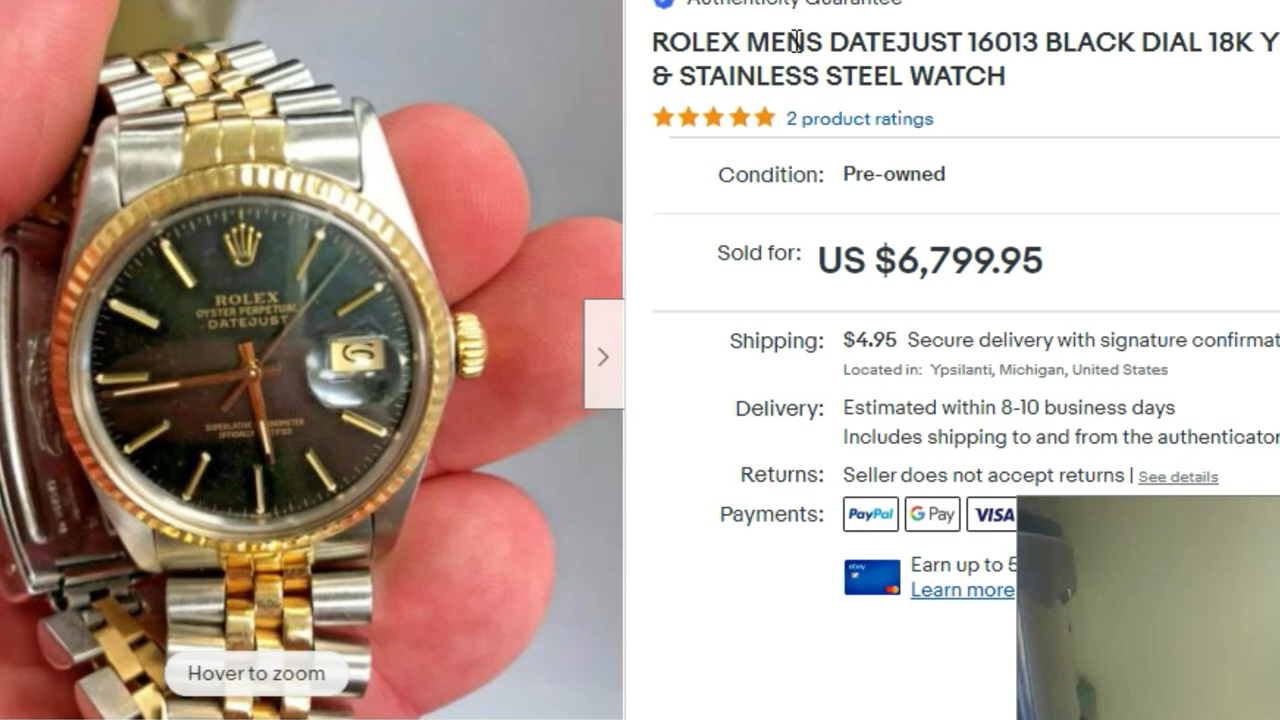 Authenticity Guarantee
ROLEX MENS DATEJUST 16013 BLACK DIAL 18K Y
& STAINLESS STEEL WATCH
2 product ratings
Condition: Pre-owned
Sold for: US $6,799.95
Shipping: $4.95 Secure delivery with signature confirmat
Located in: Ypsilanti, Michigan, United States
Delivery: Estimated within 8-10 business days
Includes shipping to and from the authenticator
Returns: Seller does not accept returns | See details
Payments: PayPal G Pay VISA
ebay
Earn up to 5
Learn more
ROLEX
OYSTER PERPETUAL
DATEJUST
SUPERLATIVE
OFFICIALLY
Hover to zoom